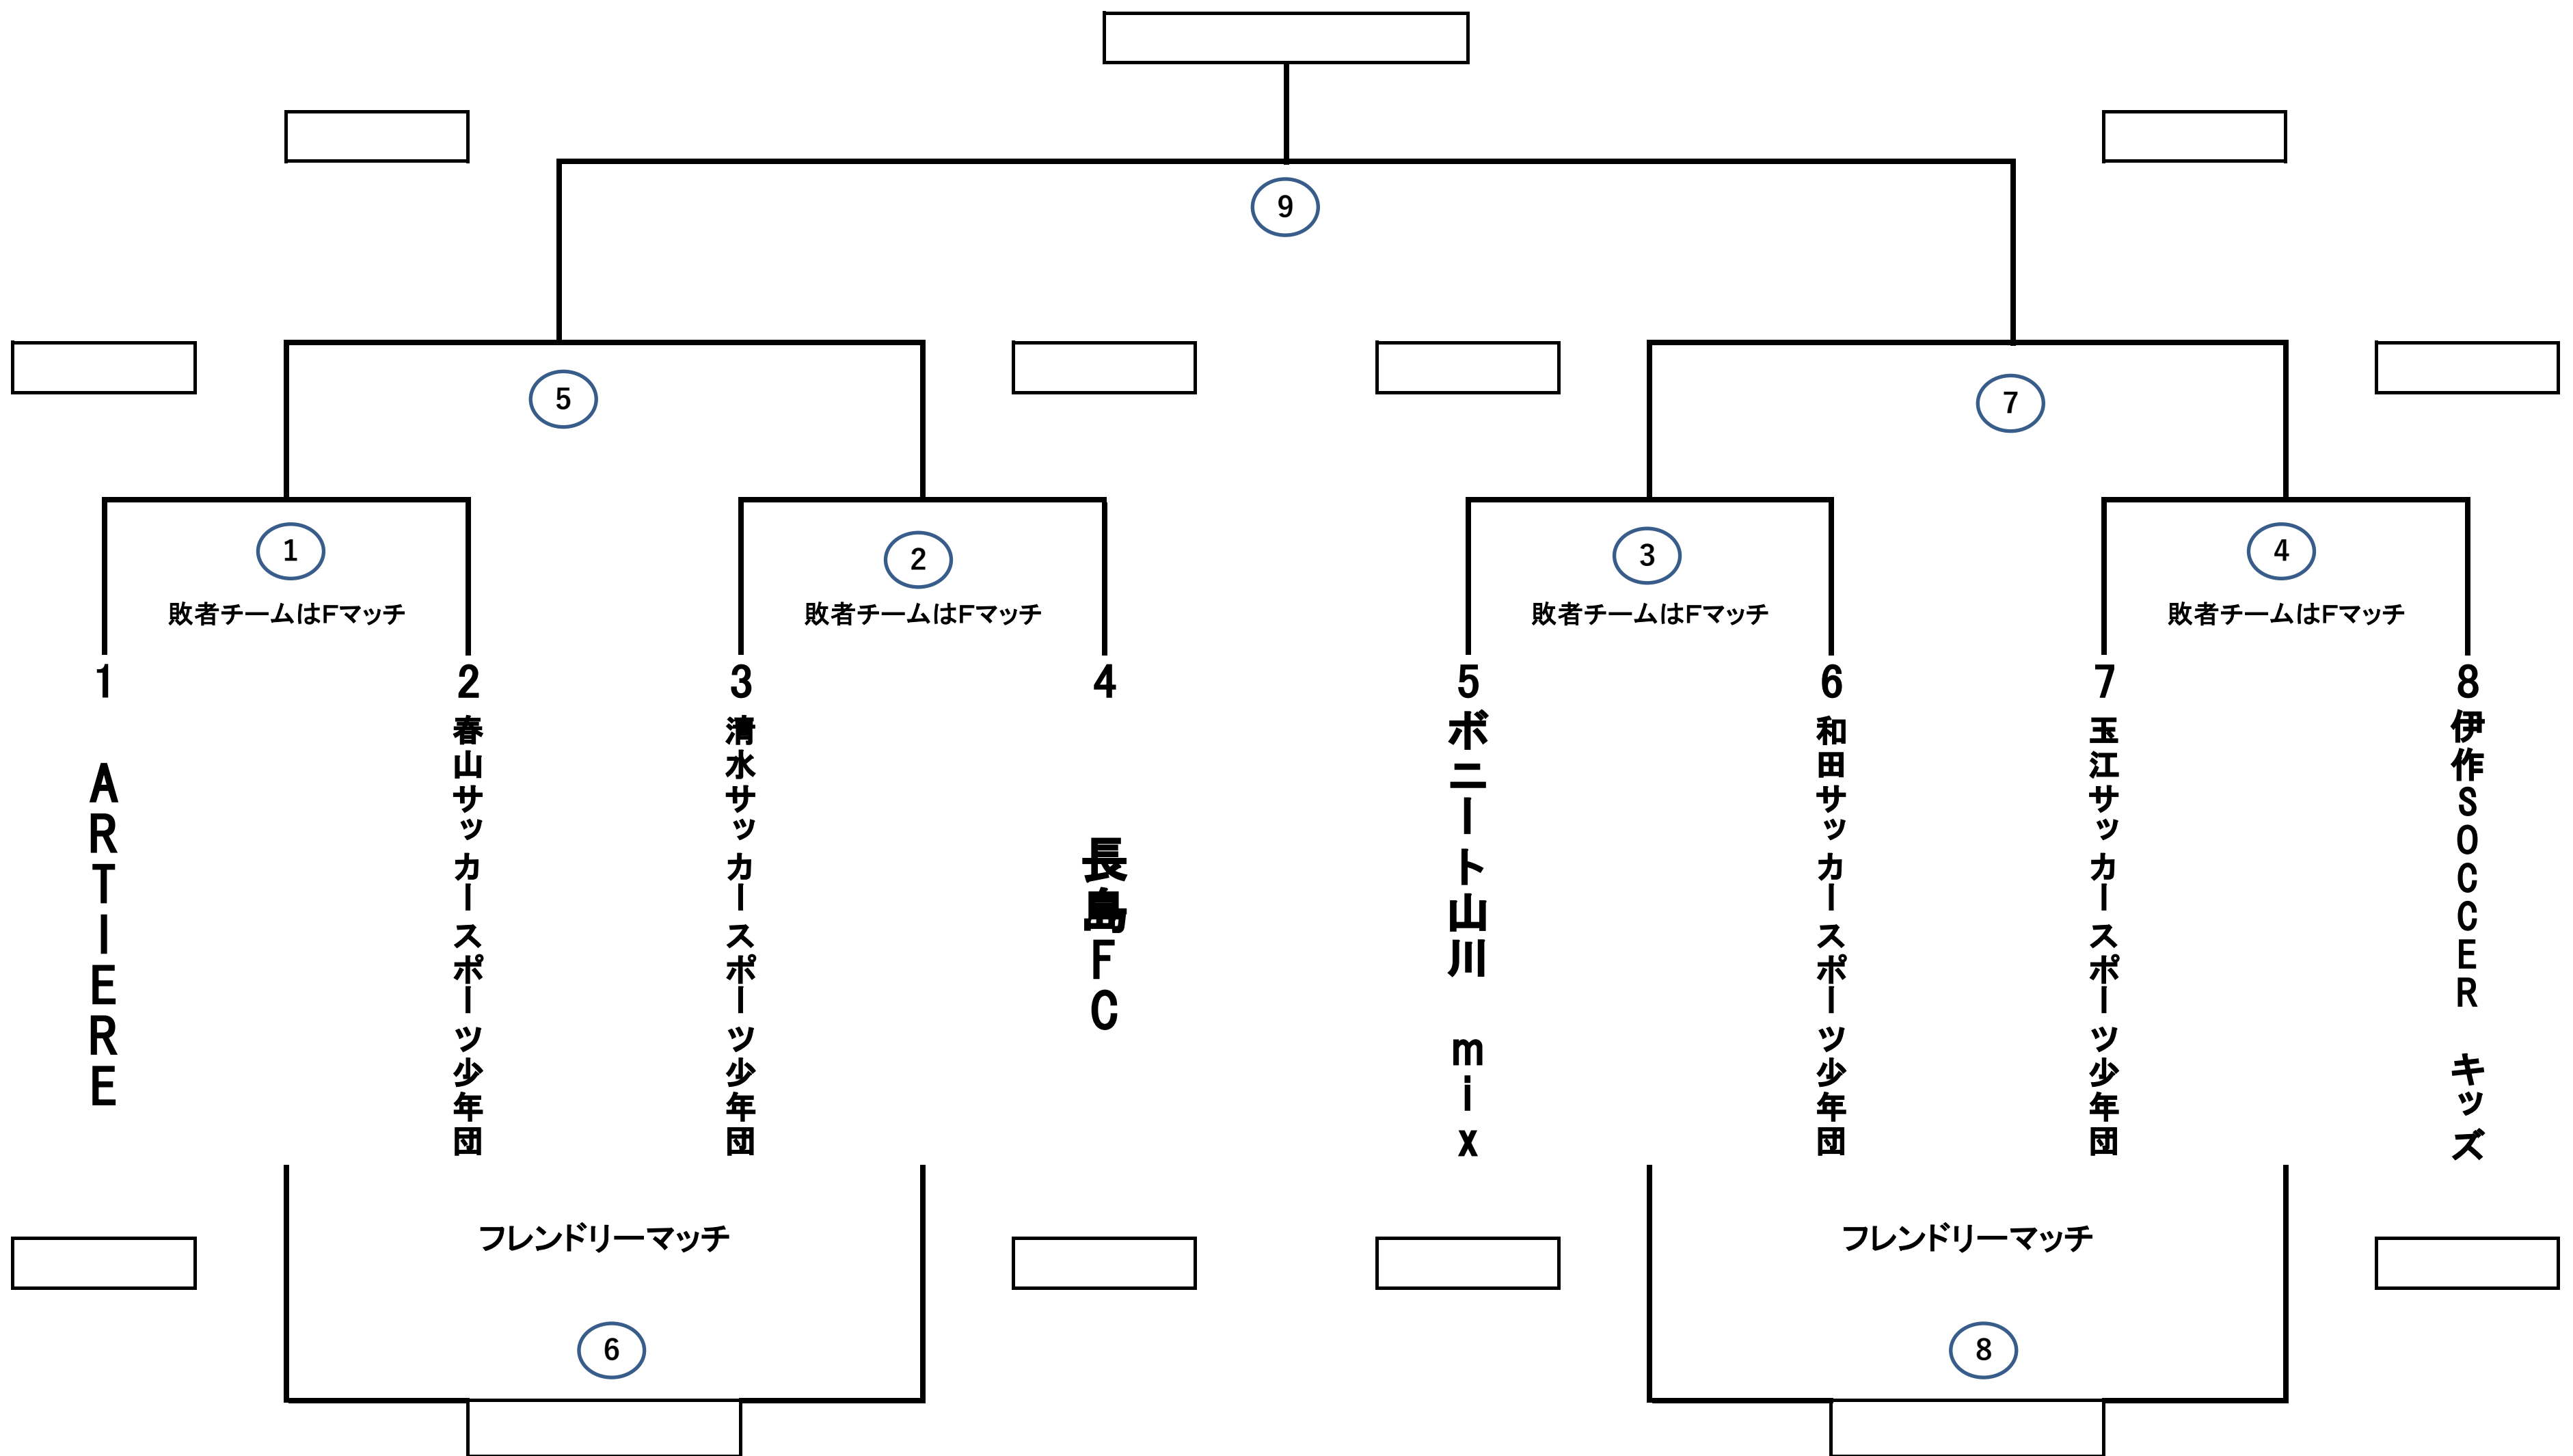 9
5
7
1
2
3
4
敗者チームはFマッチ
敗者チームはFマッチ
敗者チームはFマッチ
敗者チームはFマッチ
1 ARTIERE
2 春山サッカースポーツ少年団
3 清水サッカースポーツ少年団
4 長島FC
5 ボニート山川 mix
6 和田サッカースポーツ少年団
7 玉江サッカースポーツ少年団
8 伊作SOCCER キッズ
フレンドリーマッチ
フレンドリーマッチ
6
8